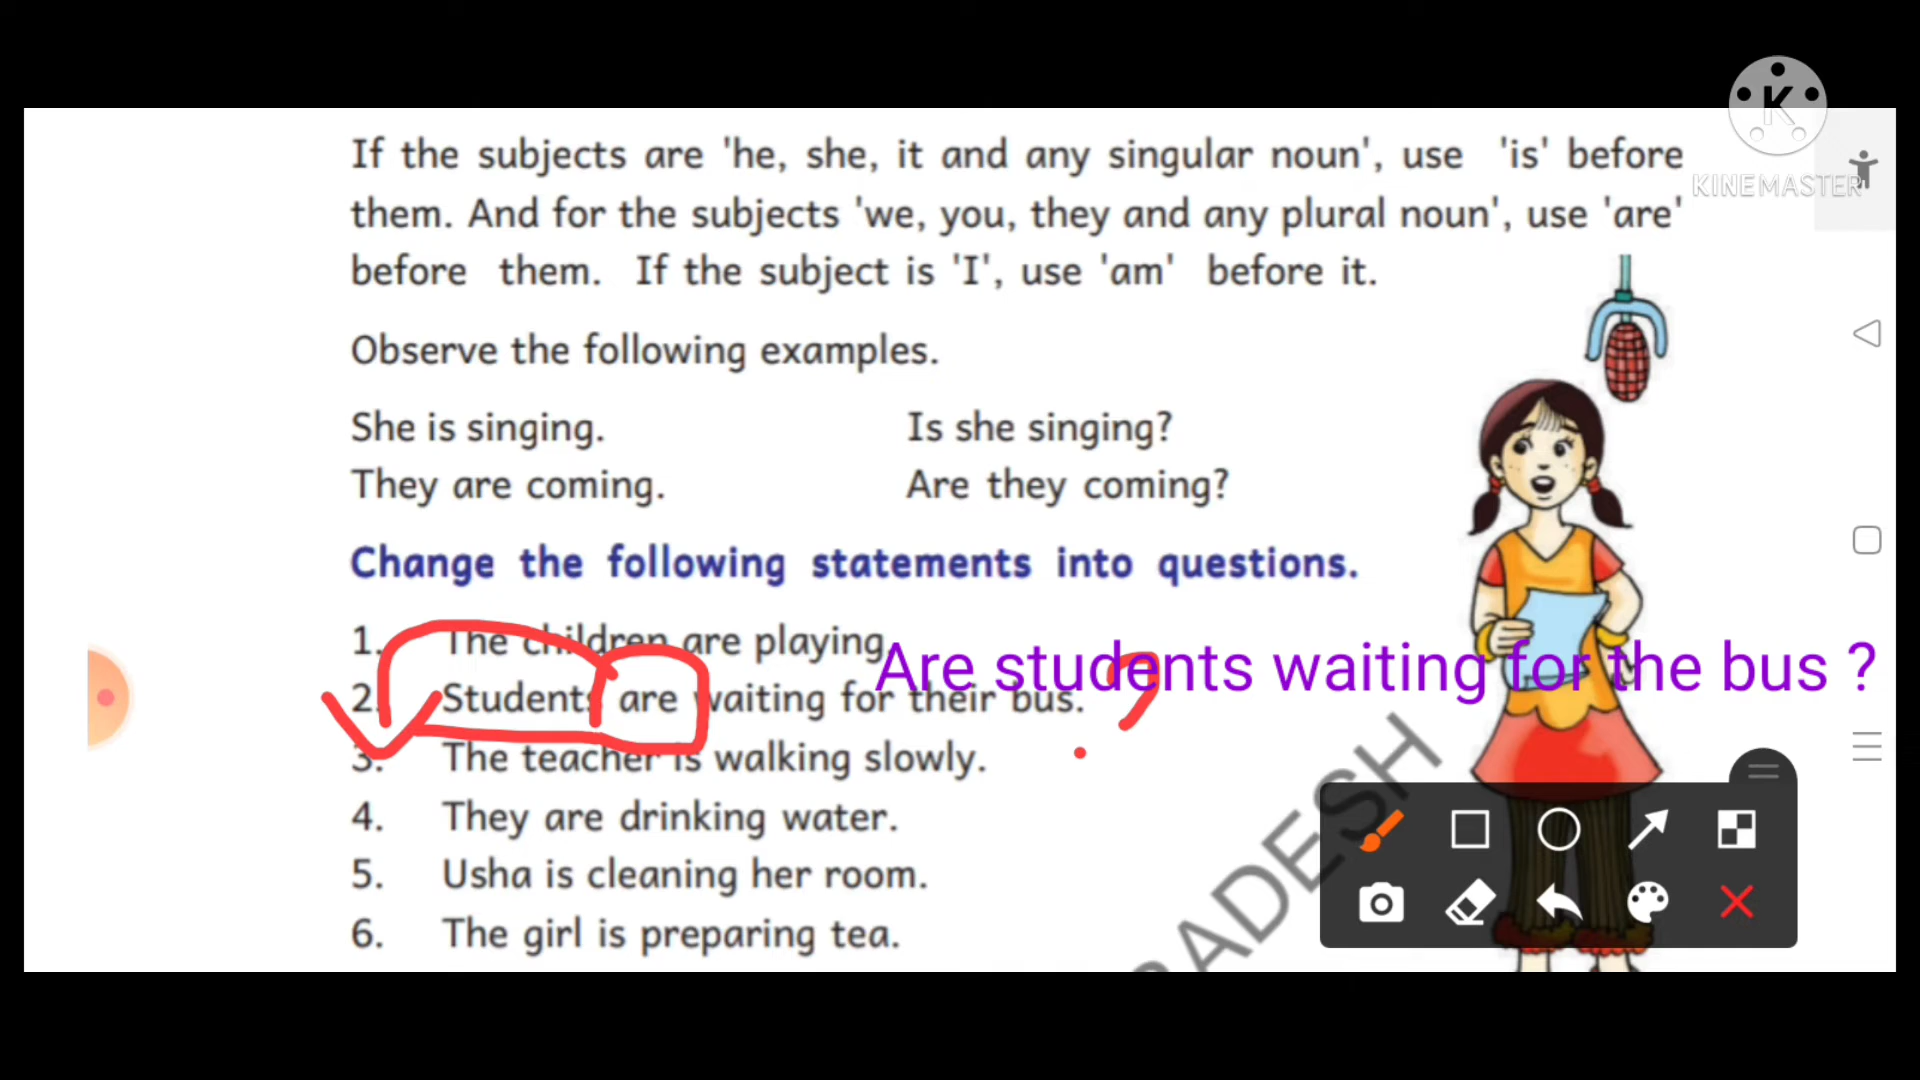 If the subjects are 'he, she, it and any singular noun', use 'is' before
them. And for the subjects 'we, you, they and any plural noun', use 'are'
before them. If the subject is 'I', use 'am' before it.
Observe the following examples.
She is singing. Is she singing?
They are coming. Are they coming?
Change the following statements into questions.
1. The children are playing.
Are students waiting for the bus ?
2. Students are waiting for their bus. ?
3. The teacher is walking slowly.
4. They are drinking water.
5. Usha is cleaning her room.
6. The girl is preparing tea.
K
KINEMASTER
ADESH